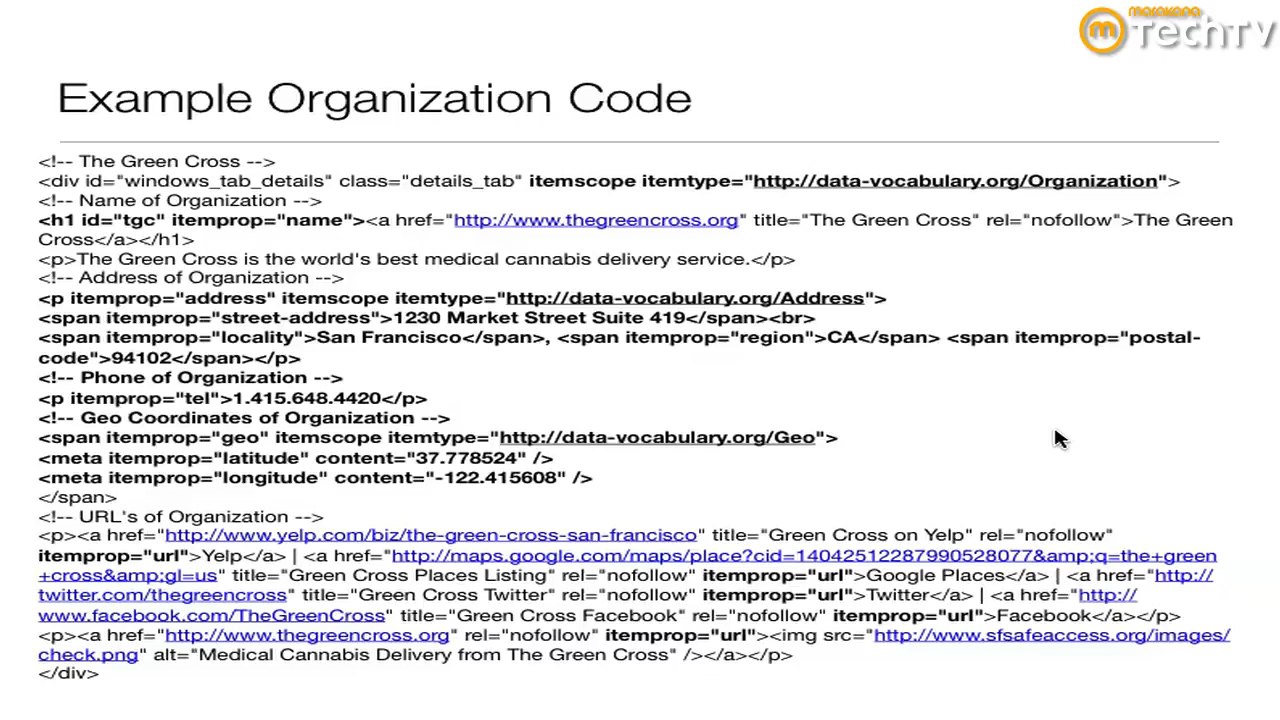 marakana
TechTV
Example Organization Code
<!-- The Green Cross -->
<div id="windows_tab_details" class="details_tab" itemscope itemtype="http://data-vocabulary.org/Organization">
<!-- Name of Organization -->
<h1 id="tgc" itemprop="name"><a href="http://www.thegreencross.org" title="The Green Cross" rel="nofollow">The Green
Cross</a></h1>
<p>The Green Cross is the world's best medical cannabis delivery service.</p>
<!-- Address of Organization -->
<p itemprop="address" itemscope itemtype="http://data-vocabulary.org/Address">
<span itemprop="street-address">1230 Market Street Suite 419</span><br>
<span itemprop="locality">San Francisco</span>, <span itemprop="region">CA</span> <span itemprop="postal-
code">94102</span></p>
<!-- Phone of Organization -->
<p itemprop="tel">1.415.648.4420</p>
<!-- Geo Coordinates of Organization -->
<span itemprop="geo" itemscope itemtype="http://data-vocabulary.org/Geo">
<meta itemprop="latitude" content="37.778524" />
<meta itemprop="longitude" content="-122.415608" />
</span>
<!-- URL's of Organization -->
<p><a href="http://www.yelp.com/biz/the-green-cross-san-francisco" title="Green Cross on Yelp" rel="nofollow"
itemprop="url">Yelp</a> | <a href="http://maps.google.com/maps/place?cid=14042512287990528077&amp;q=the+green
+cross&amp;gl=us" title="Green Cross Places Listing" rel="nofollow" itemprop="url">Google Places</a> | <a href="http://
twitter.com/thegreencross" title="Green Cross Twitter" rel="nofollow" itemprop="url">Twitter</a> | <a href="http://
www.facebook.com/TheGreenCross" title="Green Cross Facebook" rel="nofollow" itemprop="url">Facebook</a></p>
<p><a href="http://www.thegreencross.org" rel="nofollow" itemprop="url"><img src="http://www.sfsafeaccess.org/images/
check.png" alt="Medical Cannabis Delivery from The Green Cross" /></a></p>
</div>